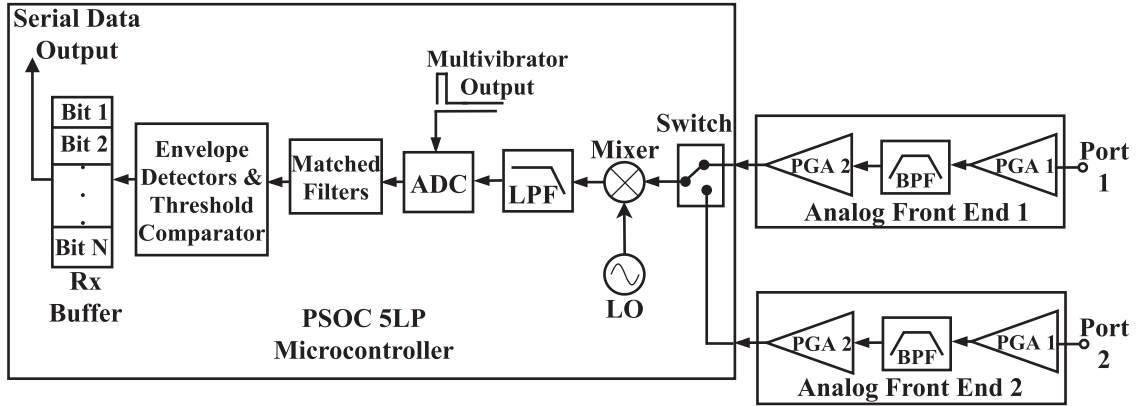 Serial Data
Output
Bit 1
Bit 2
Bit N
Rx
Buffer
Envelope
Detectors &
Threshold
Comparator
Matched
Filters
Multivibrator
Output
ADC
LPF
Mixer
LO
Switch
PSOC 5LP
Microcontroller
PGA 2
BPF
PGA 1
Port
1
Analog Front End 1
PGA 2
BPF
PGA 1
Port
2
Analog Front End 2